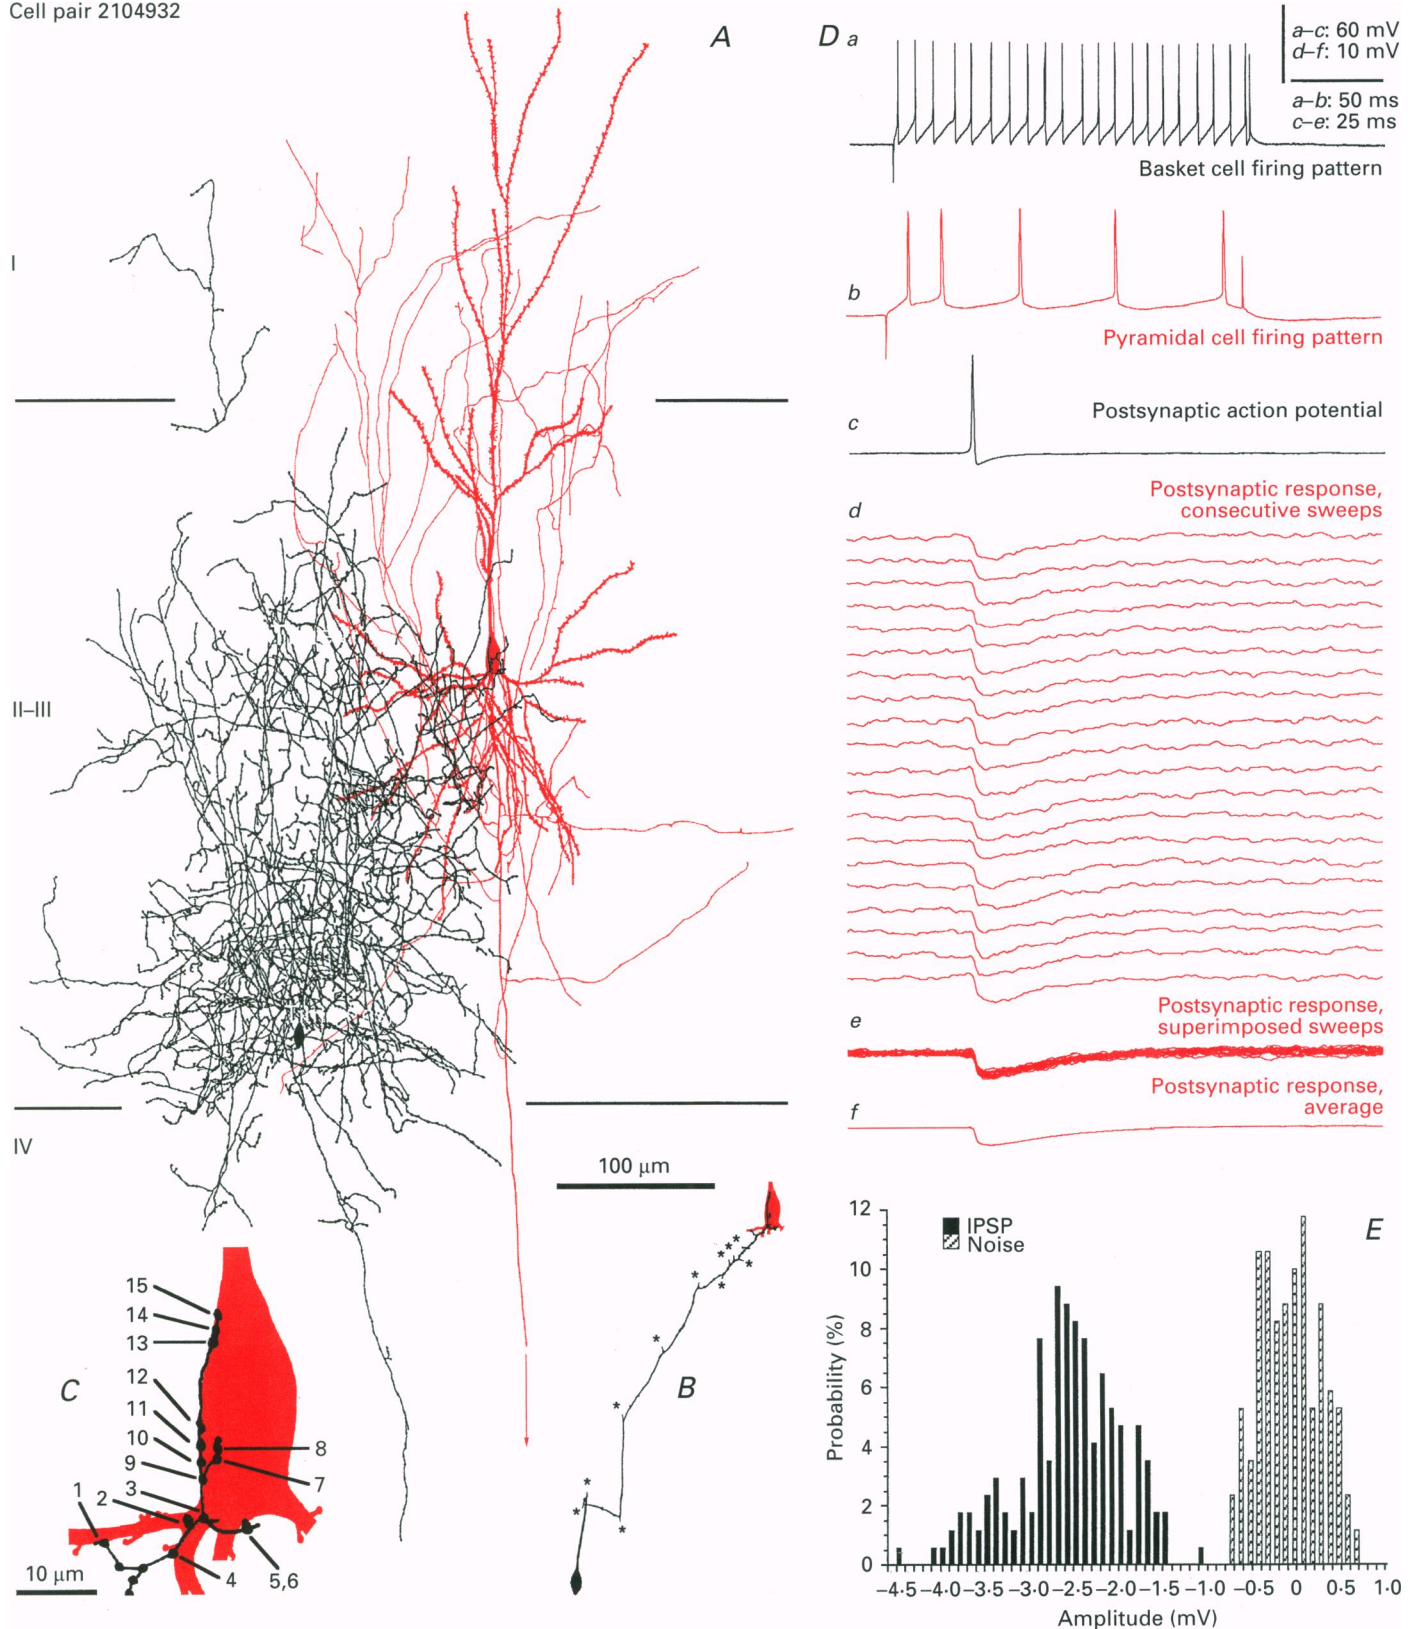 Cell pair 2104932
A
I
II–III
IV
100 μm
B
*
*
*
*
*
*
*
*
*
*
*
*
C
15
14
13
12
11
10
9
8
7
3
1
2
4
5,6
10 μm
D
a
a–c: 60 mV
d–f: 10 mV
a–b: 50 ms
c–e: 25 ms
Basket cell firing pattern
b
Pyramidal cell firing pattern
c
Postsynaptic action potential
d
Postsynaptic response,
consecutive sweeps
e
Postsynaptic response,
superimposed sweeps
f
Postsynaptic response,
average
E
IPSP
Noise
Probability (%)
12
10
8
6
4
2
0
–4·5 –4·0 –3·5 –3·0 –2·5 –2·0 –1·5 –1·0 –0·5 0 0·5 1·0
Amplitude (mV)